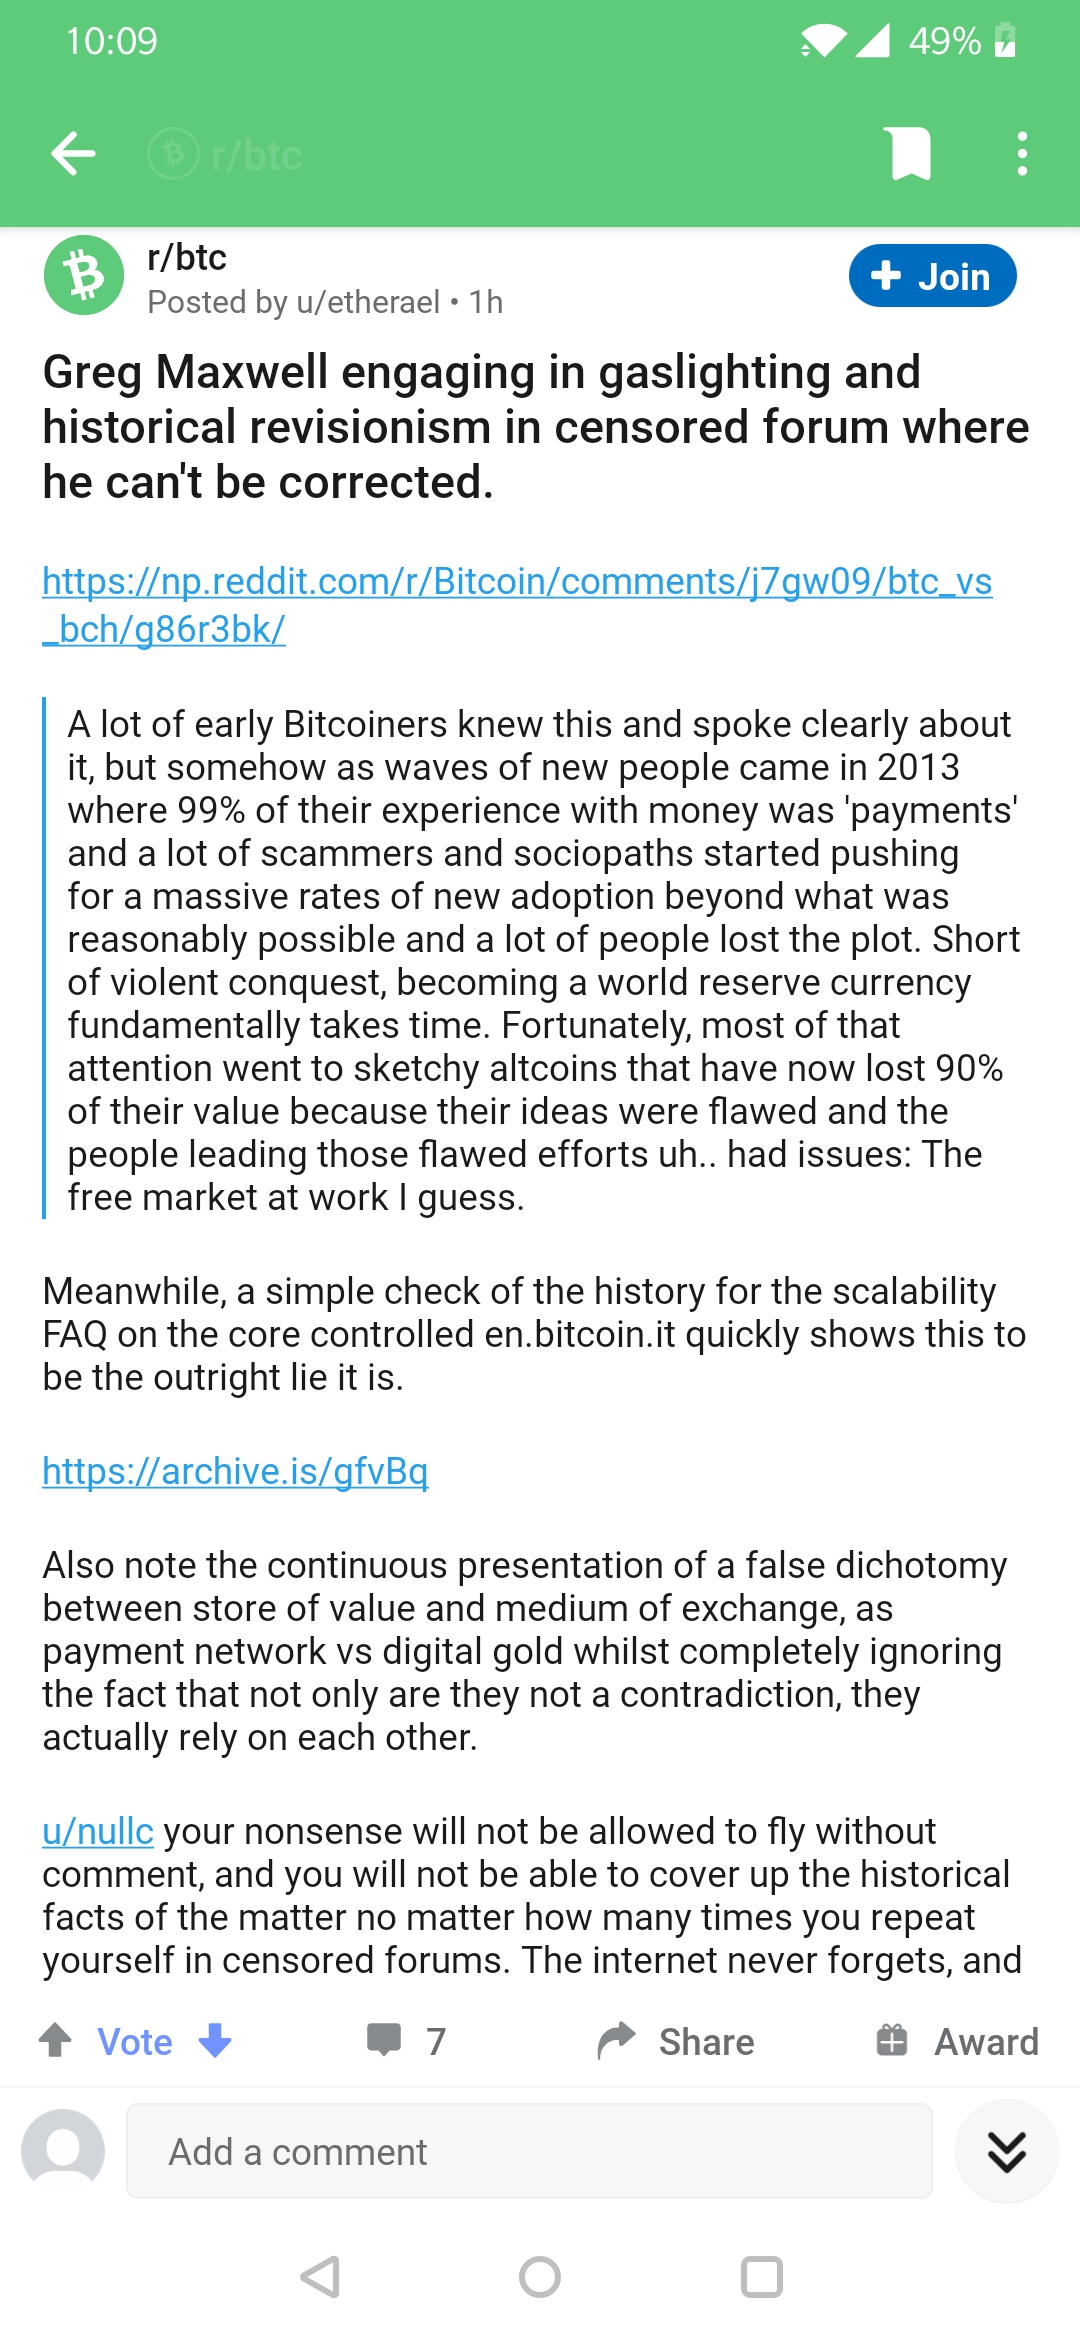 10:09
49%
r/btc
r/btc
Posted by u/etherael • 1h
Join
Greg Maxwell engaging in gaslighting and
historical revisionism in censored forum where
he can't be corrected.
https://np.reddit.com/r/Bitcoin/comments/j7gw09/btc_vs
_bch/g86r3bk/
A lot of early Bitcoiners knew this and spoke clearly about
it, but somehow as waves of new people came in 2013
where 99% of their experience with money was 'payments'
and a lot of scammers and sociopaths started pushing
for a massive rates of new adoption beyond what was
reasonably possible and a lot of people lost the plot. Short
of violent conquest, becoming a world reserve currency
fundamentally takes time. Fortunately, most of that
attention went to sketchy altcoins that have now lost 90%
of their value because their ideas were flawed and the
people leading those flawed efforts uh.. had issues: The
free market at work I guess.
Meanwhile, a simple check of the history for the scalability
FAQ on the core controlled en.bitcoin.it quickly shows this to
be the outright lie it is.
https://archive.is/gfvBq
Also note the continuous presentation of a false dichotomy
between store of value and medium of exchange, as
payment network vs digital gold whilst completely ignoring
the fact that not only are they not a contradiction, they
actually rely on each other.
u/nullc your nonsense will not be allowed to fly without
comment, and you will not be able to cover up the historical
facts of the matter no matter how many times you repeat
yourself in censored forums. The internet never forgets, and
Vote
7
Share
Award
Add a comment